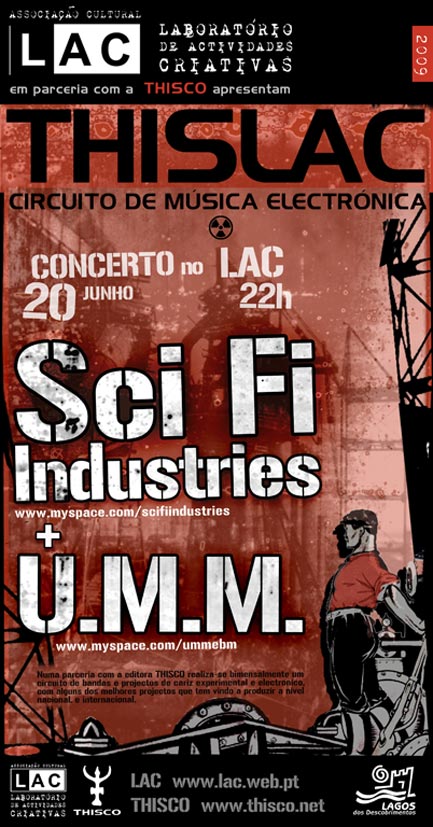 ASSOCIAÇÃO CULTURAL
LAC
LABORATÓRIO
DE ACTIVIDADES
CRIATIVAS
2009
em parceria com a THISCO apresentam
THISLAC
CIRCUITO DE MÚSICA ELECTRÓNICA
CONCERTO no LAC
20 JUNHO 22h
Sci Fi
Industries
www.myspace.com/scifiindustries
+
U.M.M.
www.myspace.com/ummebm
Numa parceria com a editora THISCO realiza-se bimensalmente um
circuito de bandas e projectos de cariz experimental e electrónico,
com alguns dos melhores projectos que tem vindo a produzir a nível
nacional e internacional.
ASSOCIAÇÃO CULTURAL
LAC
LABORATÓRIO
DE ACTIVIDADES
CRIATIVAS
THISCO
LAC www.lac.web.pt
THISCO www.thisco.net
LAGOS
dos Descobrimentos